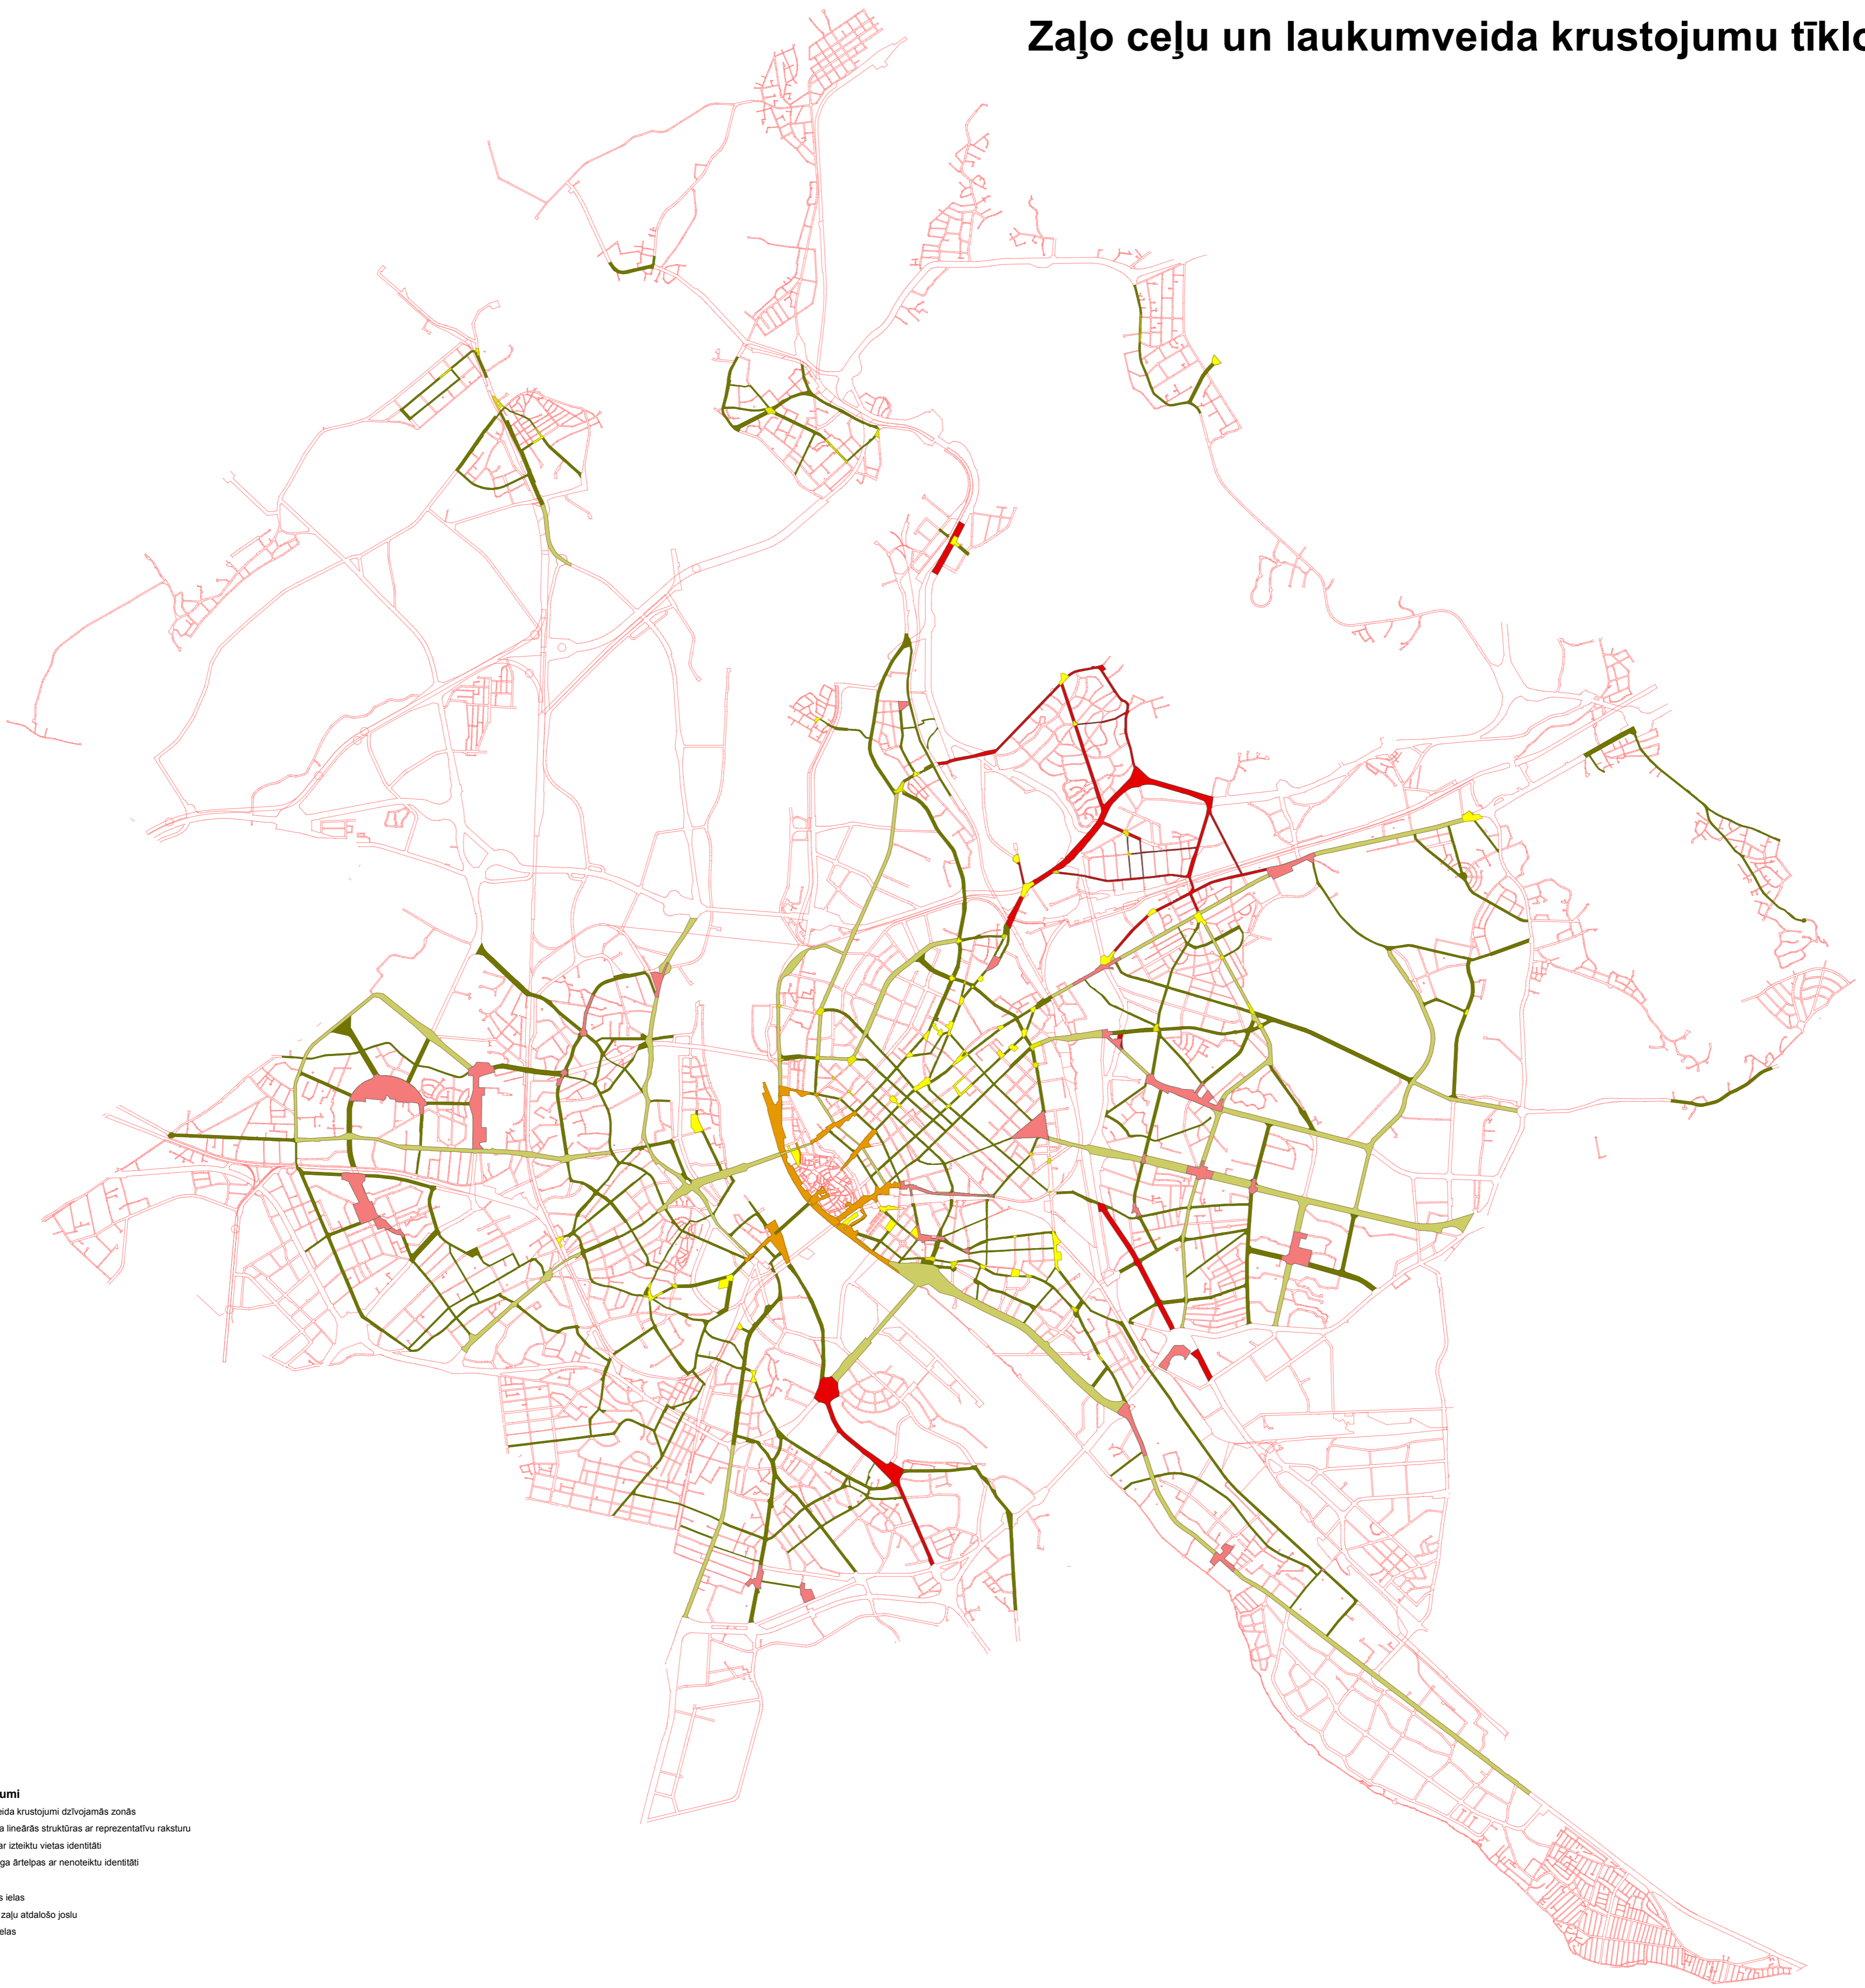 Zaļo ceļu un laukumveida krustojumu tīklo
umi
eida krustojumi dzīvojamās zonās
a lineārās struktūras ar reprezentatīvu raksturu
ar izteiktu vietas identitāti
ga ārtelpas ar nenoteiktu identitāti
s ielas
zaļu atdalošo joslu
elas